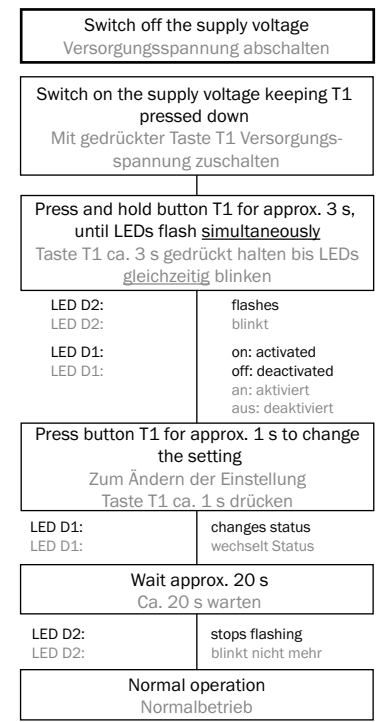 Switch off the supply voltage
Versorgungsspannung abschalten
Switch on the supply voltage keeping T1
pressed down
Mit gedrückter Taste T1 Versorgungs-
spannung zuschalten
Press and hold button T1 for approx. 3 s,
until LEDs flash simultaneously
Taste T1 ca. 3 s gedrückt halten bis LEDs
gleichzeitig blinken
LED D2: flashes
LED D2: blinkt
LED D1: on: activated
LED D1: off: deactivated
an: aktiviert
aus: deaktiviert
Press button T1 for approx. 1 s to change
the setting
Zum Ändern der Einstellung
Taste T1 ca. 1 s drücken
LED D1: changes status
LED D1: wechselt Status
Wait approx. 20 s
Ca. 20 s warten
LED D2: stops flashing
LED D2: blinkt nicht mehr
Normal operation
Normalbetrieb